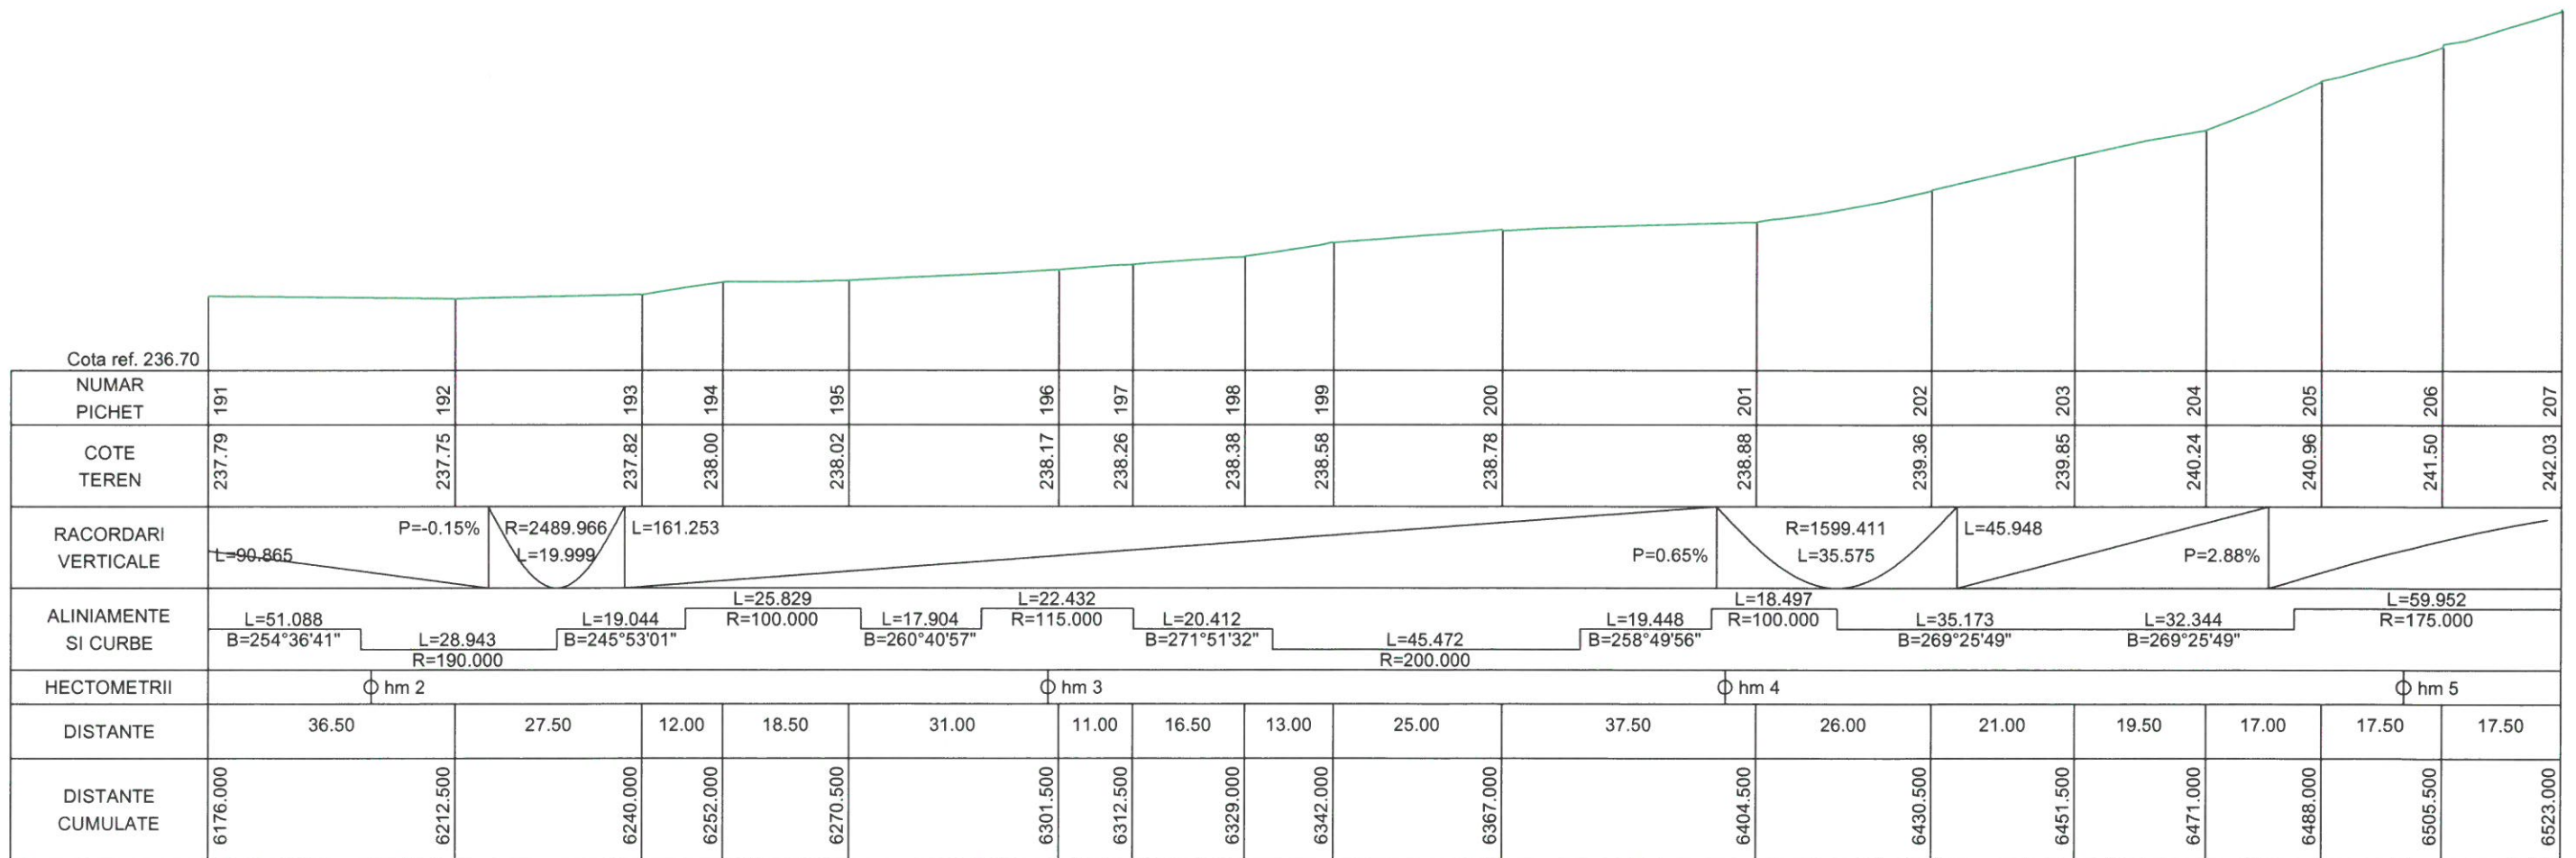 Cota ref. 236.70
NUMAR
PICHET
191 192 193 194 195 196 197 198 199 200 201 202 203 204 205 206 207
COTE
TEREN
237.79 237.75 237.82 238.00 238.02 238.17 238.26 238.38 238.58 238.78 238.88 239.36 239.85 240.24 240.96 241.50 242.03
RACORDARI
VERTICALE
L=90.865
P=-0.15%
R=2489.966
L=19.999
L=161.253
P=0.65%
R=1599.411
L=35.575
L=45.948
P=2.88%
ALINIAMENTE
SI CURBE
L=51.088
B=254°36'41"
L=28.943
R=190.000
L=19.044
B=245°53'01"
L=25.829
R=100.000
L=17.904
B=260°40'57"
L=22.432
R=115.000
L=20.412
B=271°51'32"
L=45.472
R=200.000
L=19.448
B=258°49'56"
L=18.497
R=100.000
L=35.173
B=269°25'49"
L=32.344
B=269°25'49"
L=59.952
R=175.000
HECTOMETRII
hm 2 hm 3 hm 4 hm 5
DISTANTE
36.50 27.50 12.00 18.50 31.00 11.00 16.50 13.00 25.00 37.50 26.00 21.00 19.50 17.00 17.50 17.50
DISTANTE
CUMULATE
6176.000 6212.500 6240.000 6252.000 6270.500 6301.500 6312.500 6329.000 6342.000 6367.000 6404.500 6430.500 6451.500 6471.000 6488.000 6505.500 6523.000